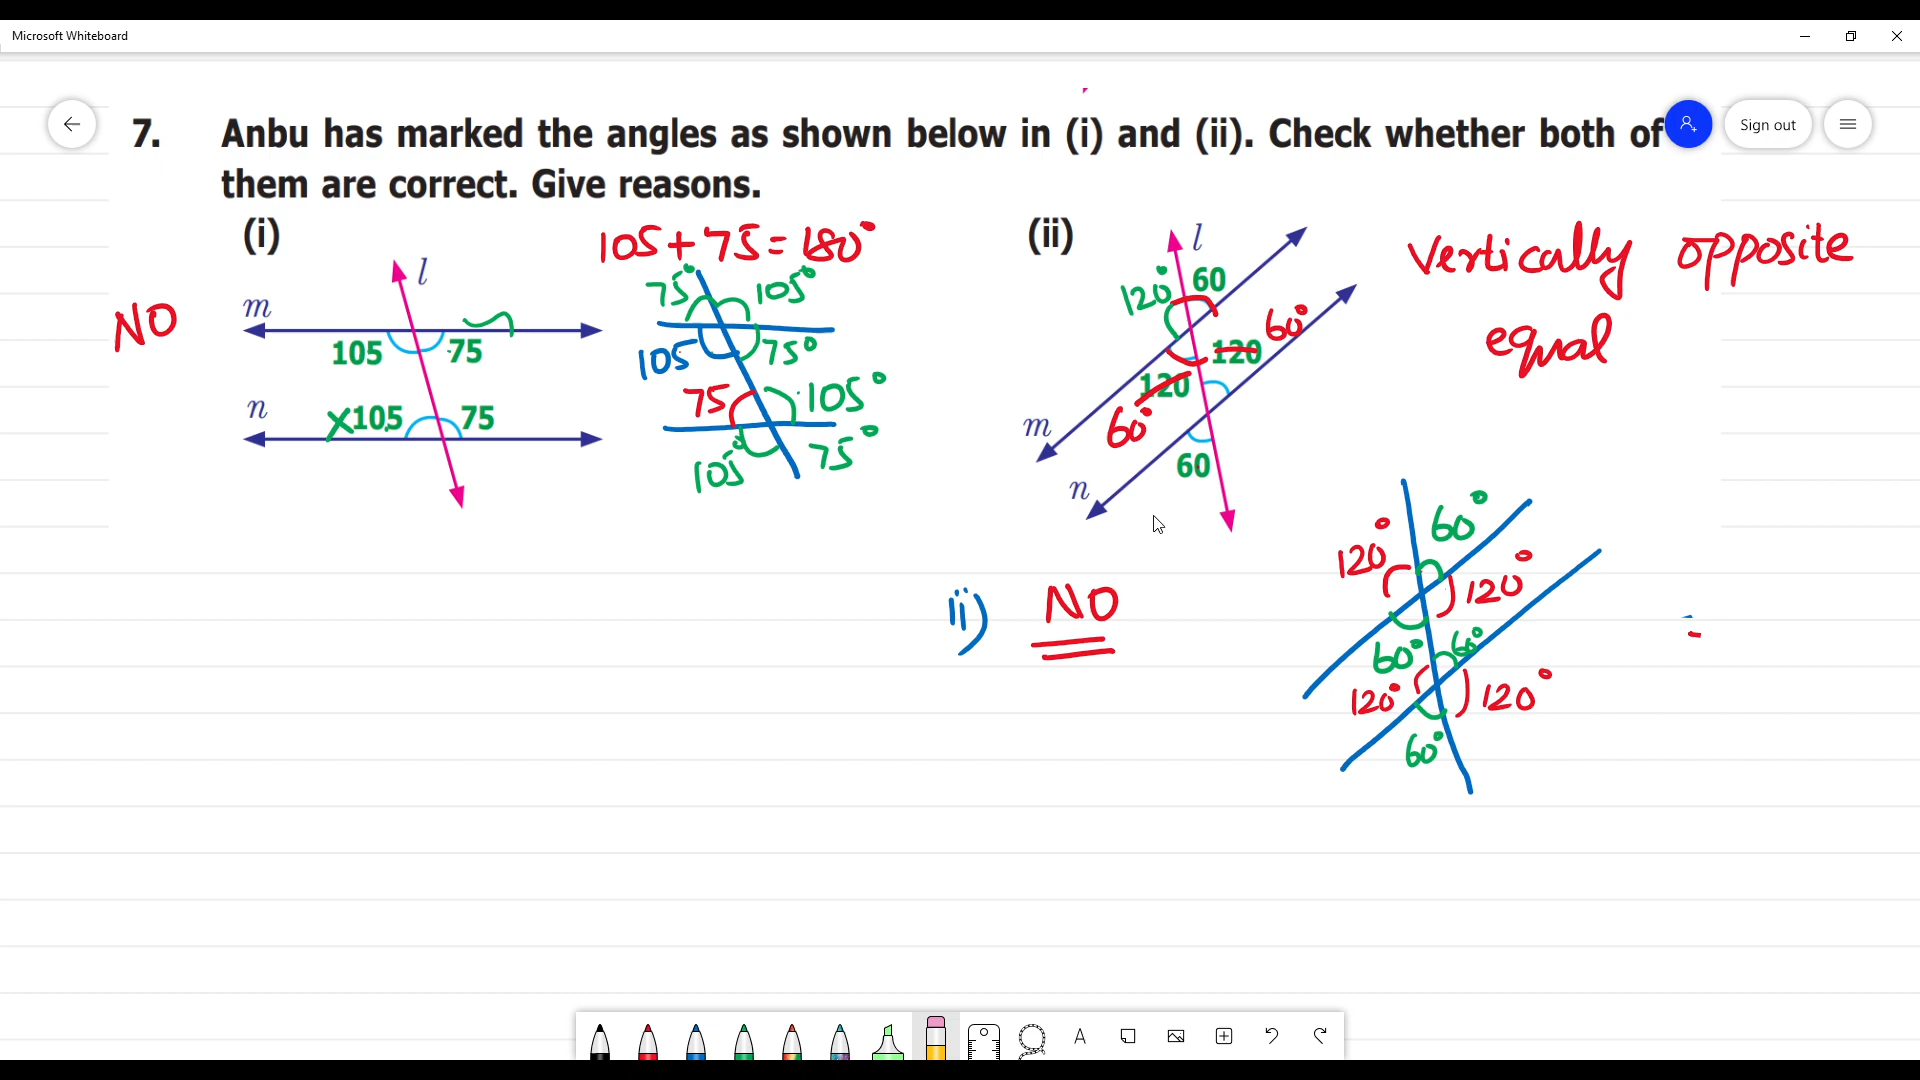 Microsoft Whiteboard
Sign out
7. Anbu has marked the angles as shown below in (i) and (ii). Check whether both of
them are correct. Give reasons.
(i)
NO
l
m
105 75
n
x105 75
105 + 75 = 180°
75° 105°
105 75°
75 105°
105° 75°
(ii)
l
120° 60
60°
120
120
60°
m
n
60
Vertically opposite
equal
ii) NO
120° 60°
120°
60° 60°
120° 120°
60°
=
A